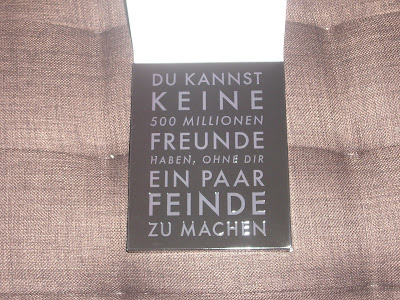 DU KANNST
KEINE
500 MILLIONEN
FREUNDE
HABEN, OHNE DIR
EIN PAAR
FEINDE
ZU MACHEN